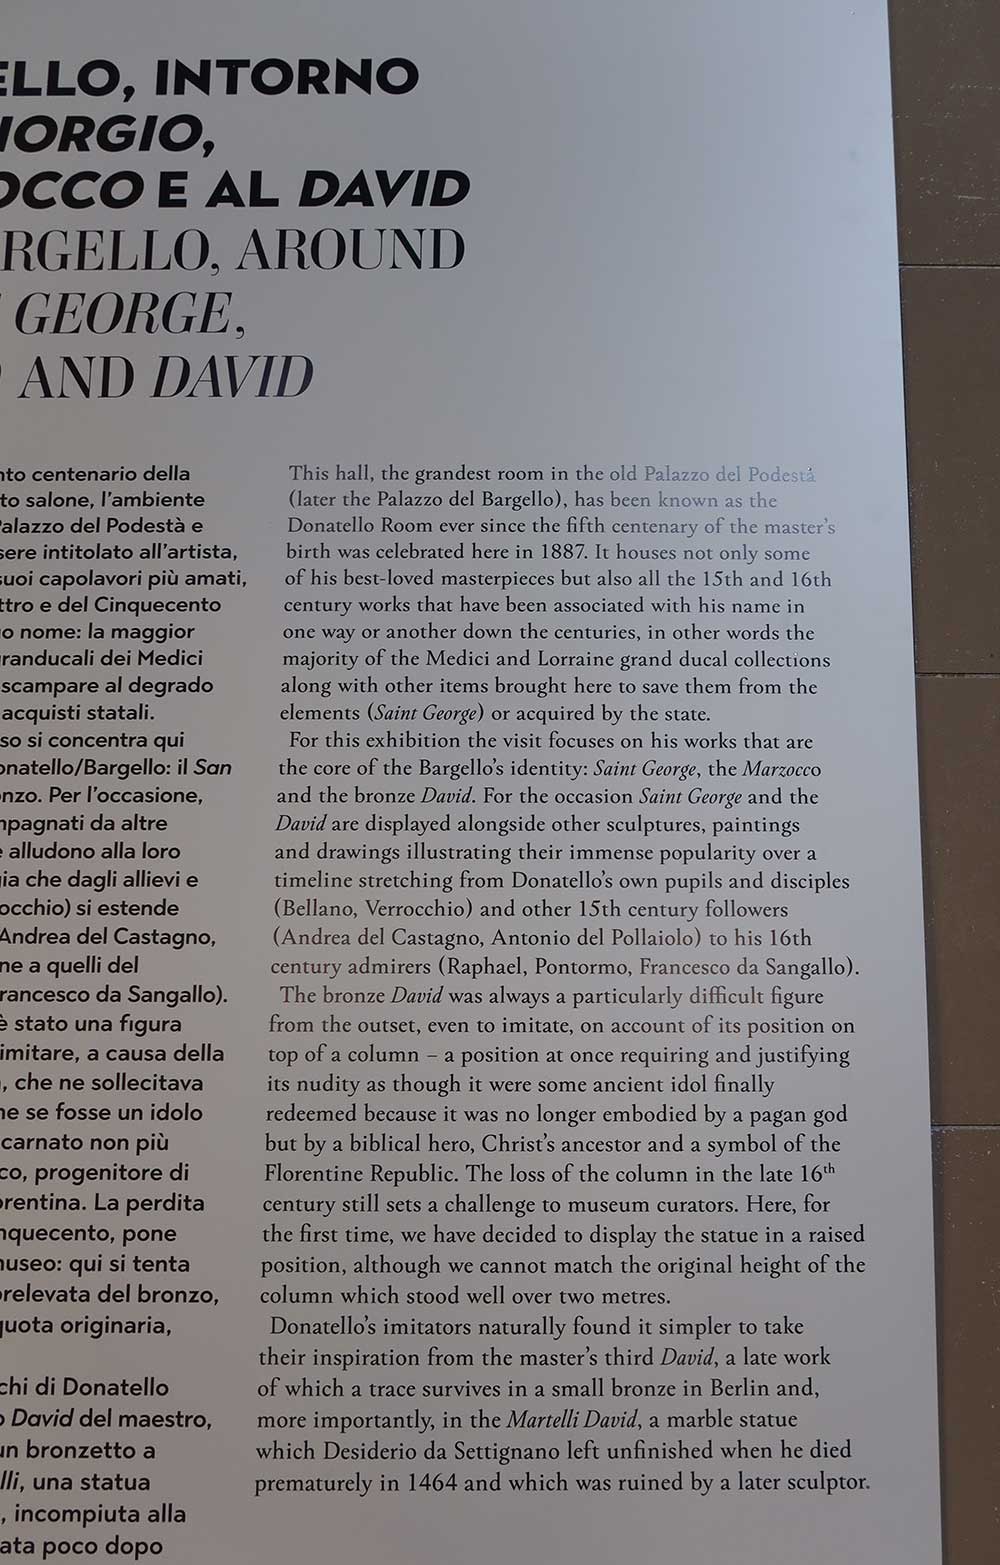 ELLO, INTORNO
IORGIO,
OCCO E AL DAVID
RGELLO, AROUND
GEORGE,
AND DAVID
nto centenario della
to salone, l’ambiente
Palazzo del Podestà e
sere intitolato all’artista,
suoi capolavori più amati,
ttro e del Cinquecento
o nome: la maggior
randucali dei Medici
scampare al degrado
acquisti statali.
so si concentra qui
onatello/Bargello: il San
onzo. Per l’occasione,
mpagnati da altre
e alludono alla loro
ia che dagli allievi e
occhio) si estende
Andrea del Castagno,
ne a quelli del
rancesco da Sangallo).
è stato una figura
imitare, a causa della
, che ne sollecitava
ne se fosse un idolo
carnato non più
co, progenitore di
orentina. La perdita
nquecento, pone
museo: qui si tenta
prelevata del bronzo,
quota originaria,
chi di Donatello
o David del maestro,
un bronzetto a
lli, una statua
, incompiuta alla
ata poco dopo
This hall, the grandest room in the old Palazzo del Podestà
(later the Palazzo del Bargello), has been known as the
Donatello Room ever since the fifth centenary of the master’s
birth was celebrated here in 1887. It houses not only some
of his best-loved masterpieces but also all the 15th and 16th
century works that have been associated with his name in
one way or another down the centuries, in other words the
majority of the Medici and Lorraine grand ducal collections
along with other items brought here to save them from the
elements (Saint George) or acquired by the state.
For this exhibition the visit focuses on his works that are
the core of the Bargello’s identity: Saint George, the Marzocco
and the bronze David. For the occasion Saint George and the
David are displayed alongside other sculptures, paintings
and drawings illustrating their immense popularity over a
timeline stretching from Donatello’s own pupils and disciples
(Bellano, Verrocchio) and other 15th century followers
(Andrea del Castagno, Antonio del Pollaiolo) to his 16th
century admirers (Raphael, Pontormo, Francesco da Sangallo).
The bronze David was always a particularly difficult figure
from the outset, even to imitate, on account of its position on
top of a column – a position at once requiring and justifying
its nudity as though it were some ancient idol finally
redeemed because it was no longer embodied by a pagan god
but by a biblical hero, Christ’s ancestor and a symbol of the
Florentine Republic. The loss of the column in the late 16th
century still sets a challenge to museum curators. Here, for
the first time, we have decided to display the statue in a raised
position, although we cannot match the original height of the
column which stood well over two metres.
Donatello’s imitators naturally found it simpler to take
their inspiration from the master’s third David, a late work
of which a trace survives in a small bronze in Berlin and,
more importantly, in the Martelli David, a marble statue
which Desiderio da Settignano left unfinished when he died
prematurely in 1464 and which was ruined by a later sculptor.